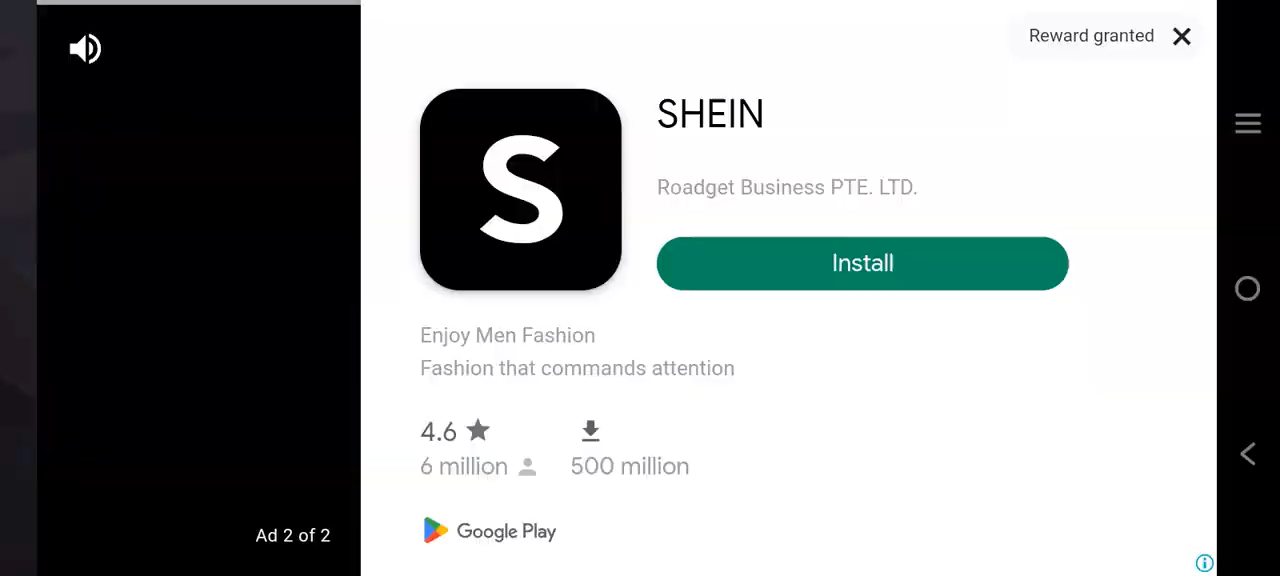 Reward granted
S
SHEIN
Roadget Business PTE. LTD.
Install
Enjoy Men Fashion
Fashion that commands attention
4.6
6 million
500 million
Ad 2 of 2
Google Play